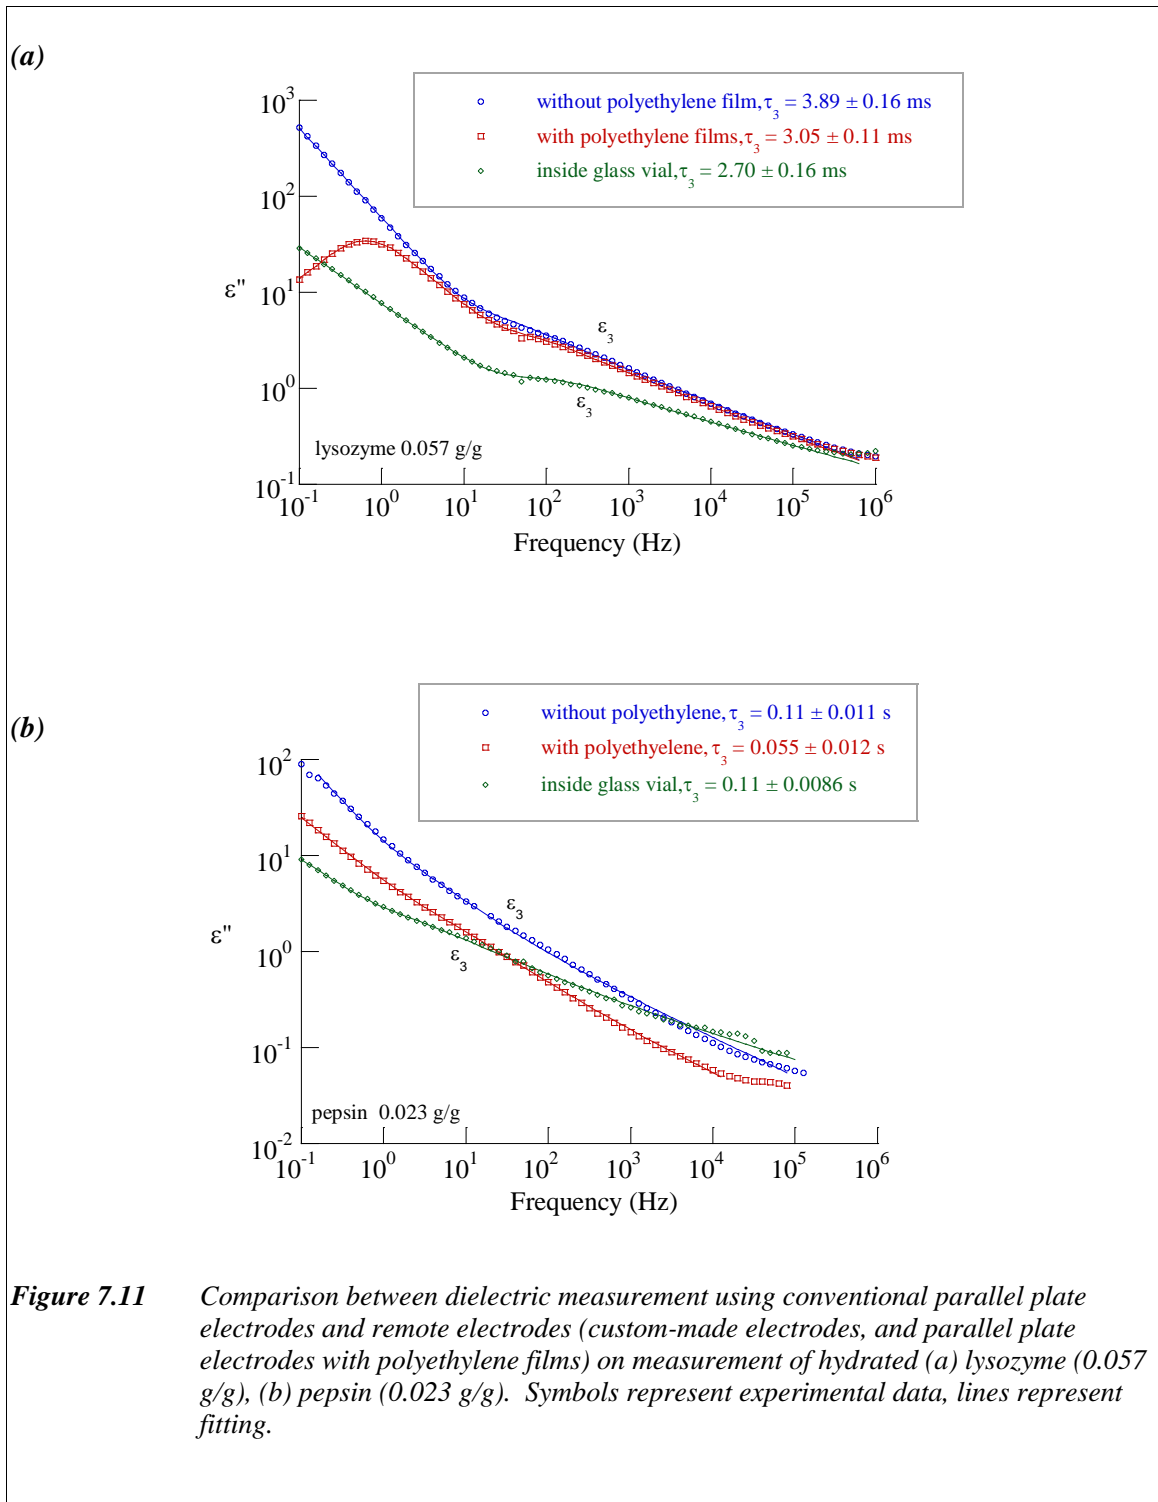 (a)
without polyethylene film,τ3 = 3.89 ± 0.16 ms
with polyethylene films,τ3 = 3.05 ± 0.11 ms
inside glass vial,τ3 = 2.70 ± 0.16 ms
10^3
10^2
10^1
10^0
10^-1
ε"
ε3
ε3
lysozyme 0.057 g/g
10^-1 10^0 10^1 10^2 10^3 10^4 10^5 10^6
Frequency (Hz)
(b)
without polyethylene,τ3 = 0.11 ± 0.011 s
with polyethyelene,τ3 = 0.055 ± 0.012 s
inside glass vial,τ3 = 0.11 ± 0.0086 s
10^2
10^1
10^0
10^-1
10^-2
ε"
ε3
ε3
pepsin 0.023 g/g
10^-1 10^0 10^1 10^2 10^3 10^4 10^5 10^6
Frequency (Hz)
Figure 7.11 Comparison between dielectric measurement using conventional parallel plate
electrodes and remote electrodes (custom-made electrodes, and parallel plate
electrodes with polyethylene films) on measurement of hydrated (a) lysozyme (0.057
g/g), (b) pepsin (0.023 g/g). Symbols represent experimental data, lines represent
fitting.